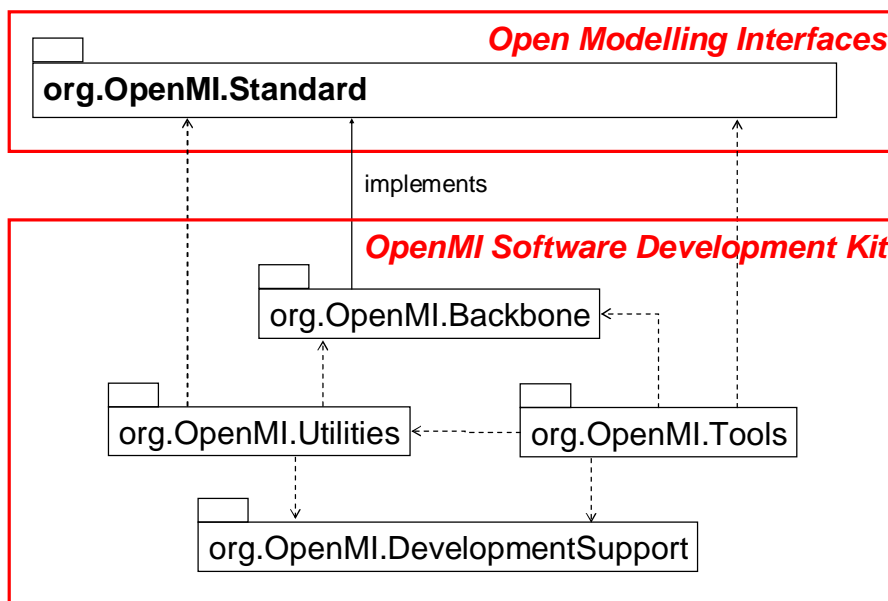 Open Modelling Interfaces
org.OpenMI.Standard
implements
OpenMI Software Development Kit
org.OpenMI.Backbone
org.OpenMI.Utilities
org.OpenMI.Tools
org.OpenMI.DevelopmentSupport